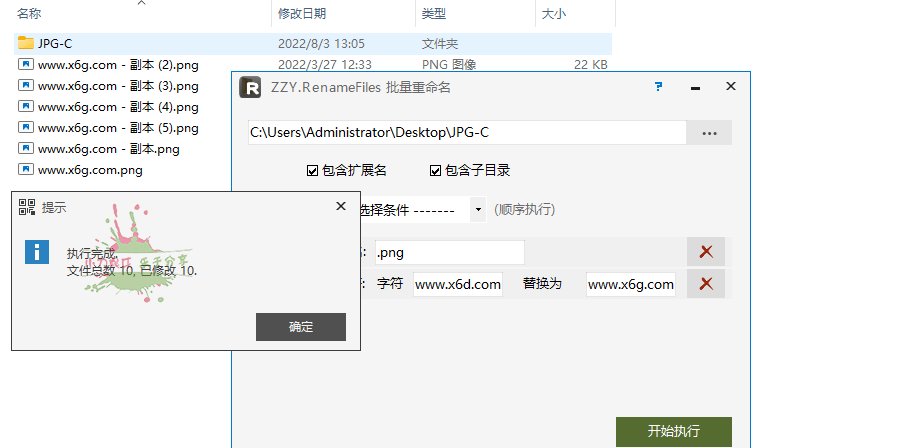 名称 修改日期 类型 大小
JPG-C 2022/8/3 13:05 文件夹
www.x6g.com - 副本 (2).png 2022/3/27 12:33 PNG 图像 22 KB
www.x6g.com - 副本 (3).png
www.x6g.com - 副本 (4).png
www.x6g.com - 副本 (5).png
www.x6g.com - 副本.png
www.x6g.com.png
ZZY.RenameFiles 批量重命名 ?
C:\Users\Administrator\Desktop\JPG-C ...
包含扩展名 包含子目录
选择条件 ------- (顺序执行)
.png
字符 www.x6d.com 替换为 www.x6g.com
开始执行
提示
执行完成.
文件总数 10, 已修改 10.
确定